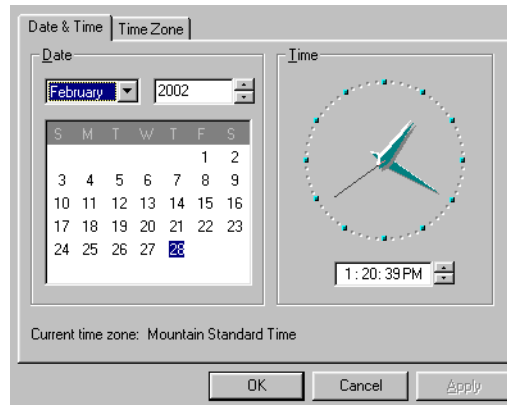 Date & Time Time Zone
Date
February 2002
S M T W T F S
1 2
3 4 5 6 7 8 9
10 11 12 13 14 15 16
17 18 19 20 21 22 23
24 25 26 27 28
Time
1:20:39 PM
Current time zone: Mountain Standard Time
OK Cancel Apply